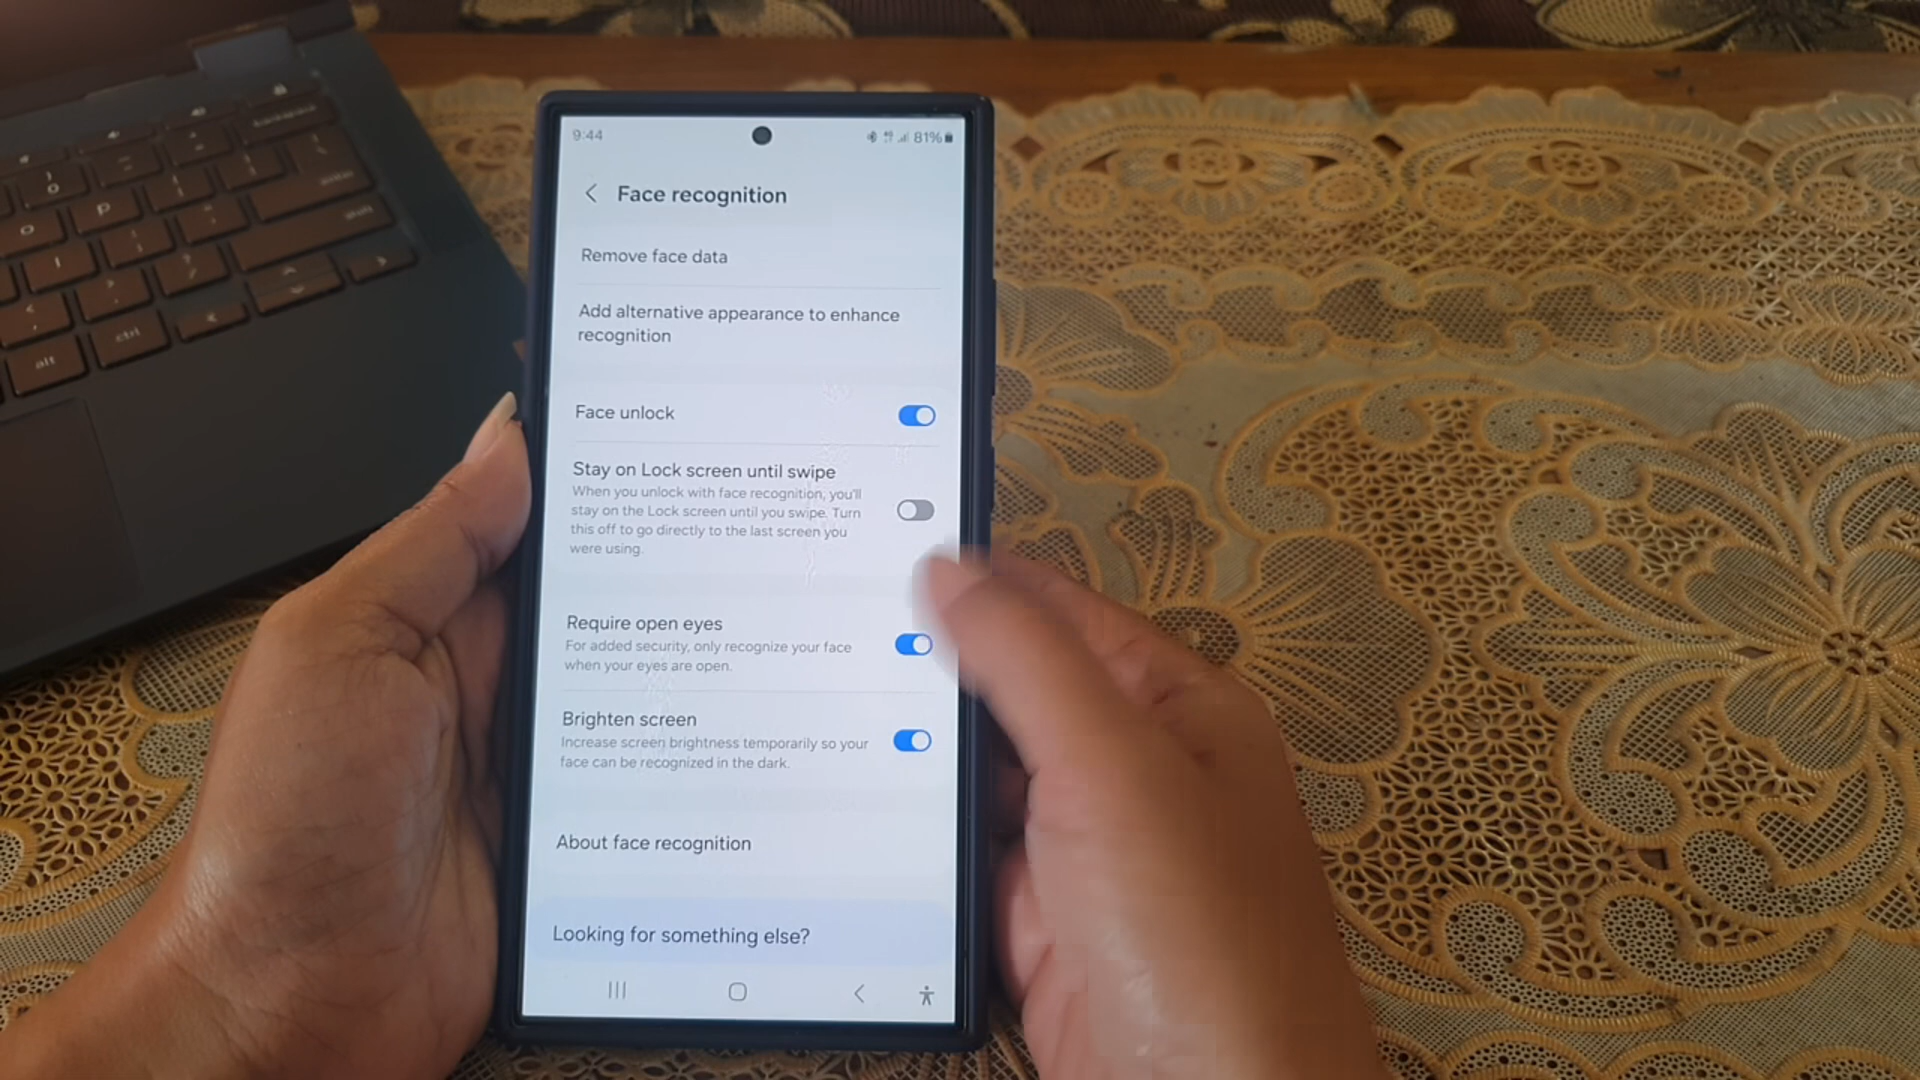 9:44
81%
Face recognition
Remove face data
Add alternative appearance to enhance
recognition
Face unlock
Stay on Lock screen until swipe
When you unlock with face recognition, you'll
stay on the Lock screen until you swipe. Turn
this off to go directly to the last screen you
were using.
Require open eyes
For added security, only recognize your face
when your eyes are open.
Brighten screen
Increase screen brightness temporarily so your
face can be recognized in the dark.
About face recognition
Looking for something else?
o
p
alt
ctrl